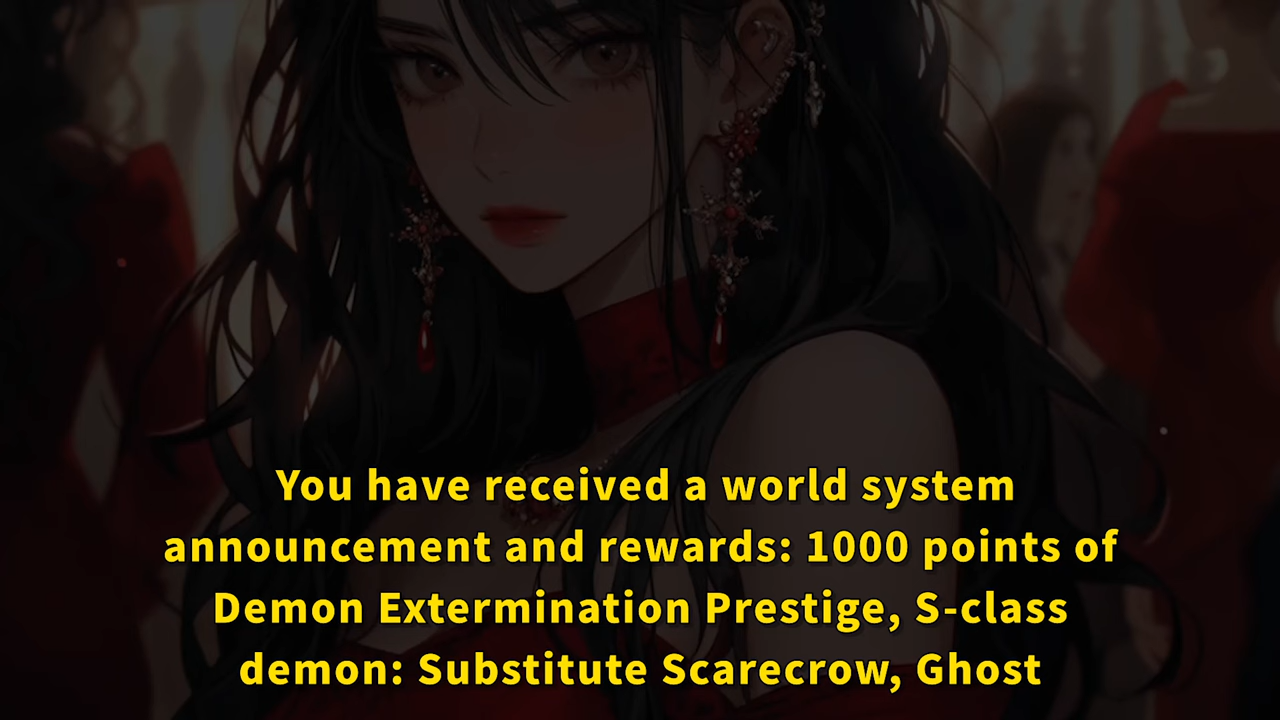 You have received a world system
announcement and rewards: 1000 points of
Demon Extermination Prestige, S-class
demon: Substitute Scarecrow, Ghost